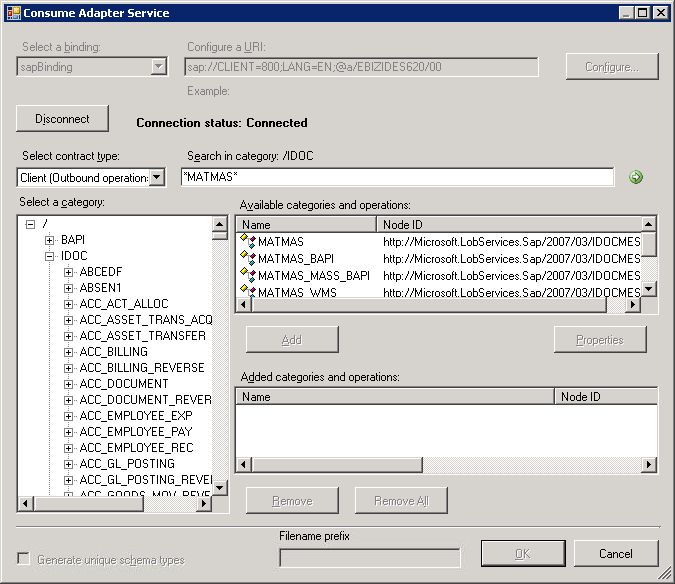 Consume Adapter Service
Select a binding:
Configure a URI:
sapBinding
sap://CLIENT=800;LANG=EN;@a/EBIZIDES620/00
Configure...
Example:
Disconnect
Connection status: Connected
Select contract type:
Search in category: /IDOC
Client (Outbound operation:
*MATMAS*
Select a category:
Available categories and operations:
/
BAPI
IDOC
ABCEDF
ABSEN1
ACC_ACT_ALLOC
ACC_ASSET_TRANS_ACQ
ACC_ASSET_TRANSFER
ACC_BILLING
ACC_BILLING_REVERSE
ACC_DOCUMENT
ACC_DOCUMENT_REVER
ACC_EMPLOYEE_EXP
ACC_EMPLOYEE_PAY
ACC_EMPLOYEE_REC
ACC_GL_POSTING
ACC_GL_POSTING_REVE
ACC_GOODS_MOV_REVE
Name Node ID
MATMAS http://Microsoft.LobServices.Sap/2007/03/IDOCMES
MATMAS_BAPI http://Microsoft.LobServices.Sap/2007/03/IDOCMES
MATMAS_MASS_BAPI http://Microsoft.LobServices.Sap/2007/03/IDOCMES
MATMAS_WMS http://Microsoft.LobServices.Sap/2007/03/IDOCMES
Add
Properties
Added categories and operations:
Name Node ID
Remove
Remove All
Generate unique schema types
Filename prefix
OK
Cancel